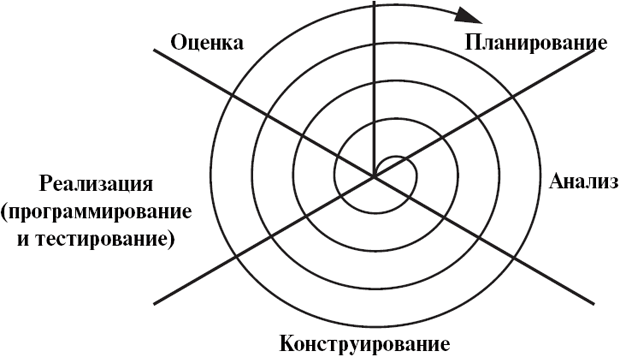 Оценка
Планирование
Реализация
(программирование
и тестирование)
Анализ
Конструирование